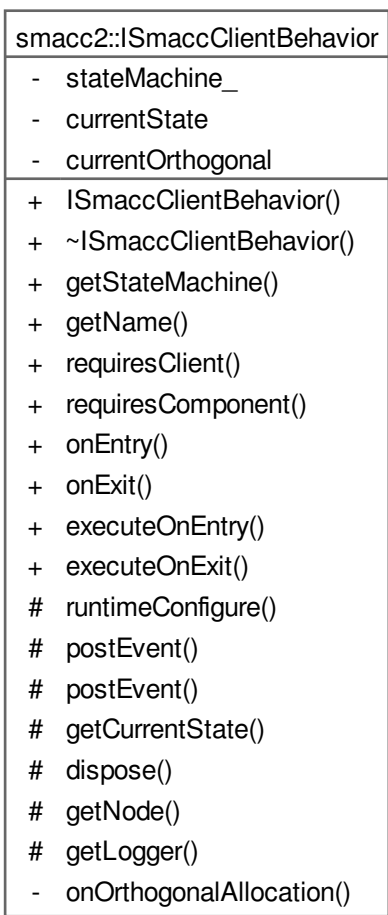 smacc2::ISmaccClientBehavior
- stateMachine_
- currentState
- currentOrthogonal
+ ISmaccClientBehavior()
+ ~ISmaccClientBehavior()
+ getStateMachine()
+ getName()
+ requiresClient()
+ requiresComponent()
+ onEntry()
+ onExit()
+ executeOnEntry()
+ executeOnExit()
# runtimeConfigure()
# postEvent()
# postEvent()
# getCurrentState()
# dispose()
# getNode()
# getLogger()
- onOrthogonalAllocation()